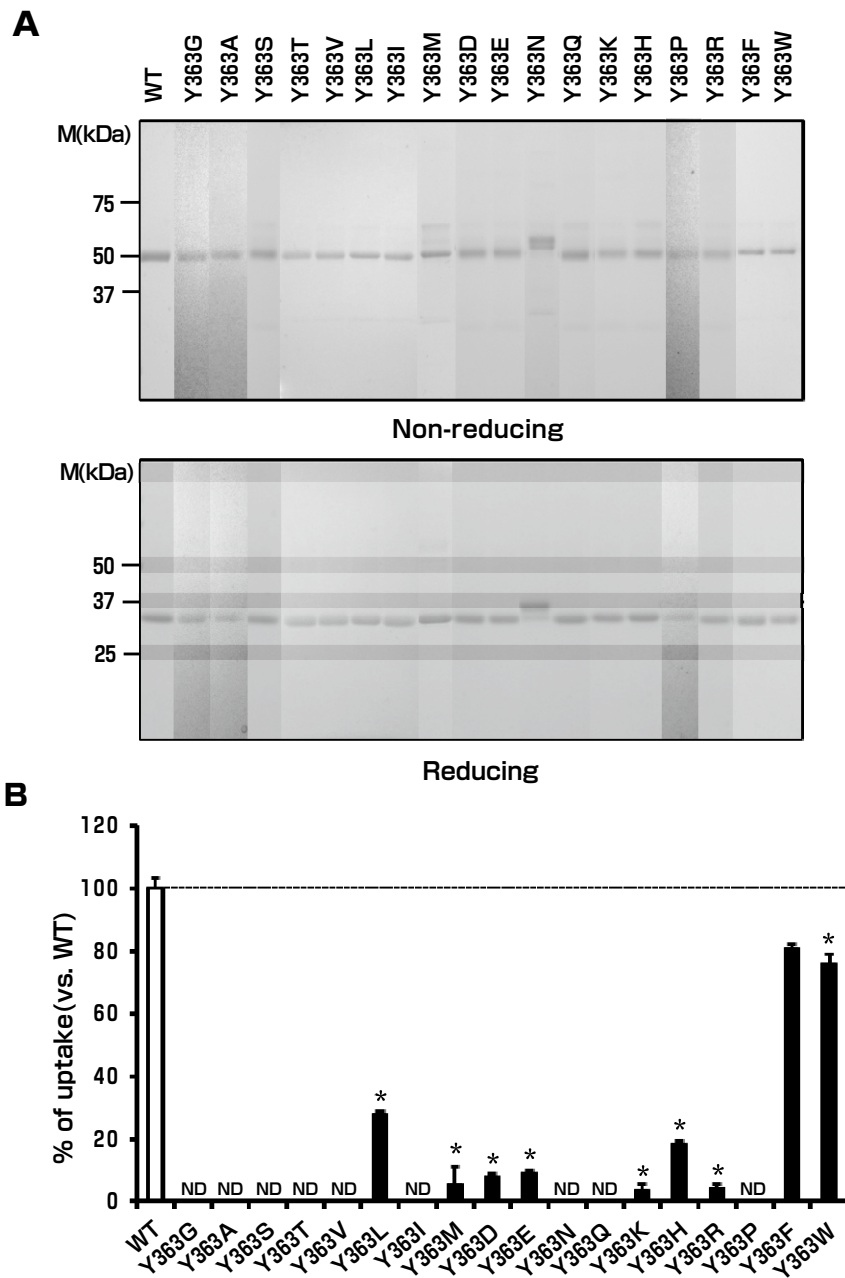 A
WT Y363G Y363A Y363S Y363T Y363V Y363L Y363I Y363M Y363D Y363E Y363N Y363Q Y363K Y363H Y363P Y363R Y363F Y363W
M(kDa)
75
50
37
Non-reducing
M(kDa)
50
37
25
Reducing
B
% of uptake(vs. WT)
120
100
80
60
40
20
0
* * * * * * * *
ND ND ND ND ND ND ND ND ND
WT Y363G Y363A Y363S Y363T Y363V Y363L Y363I Y363M Y363D Y363E Y363N Y363Q Y363K Y363H Y363R Y363P Y363F Y363W